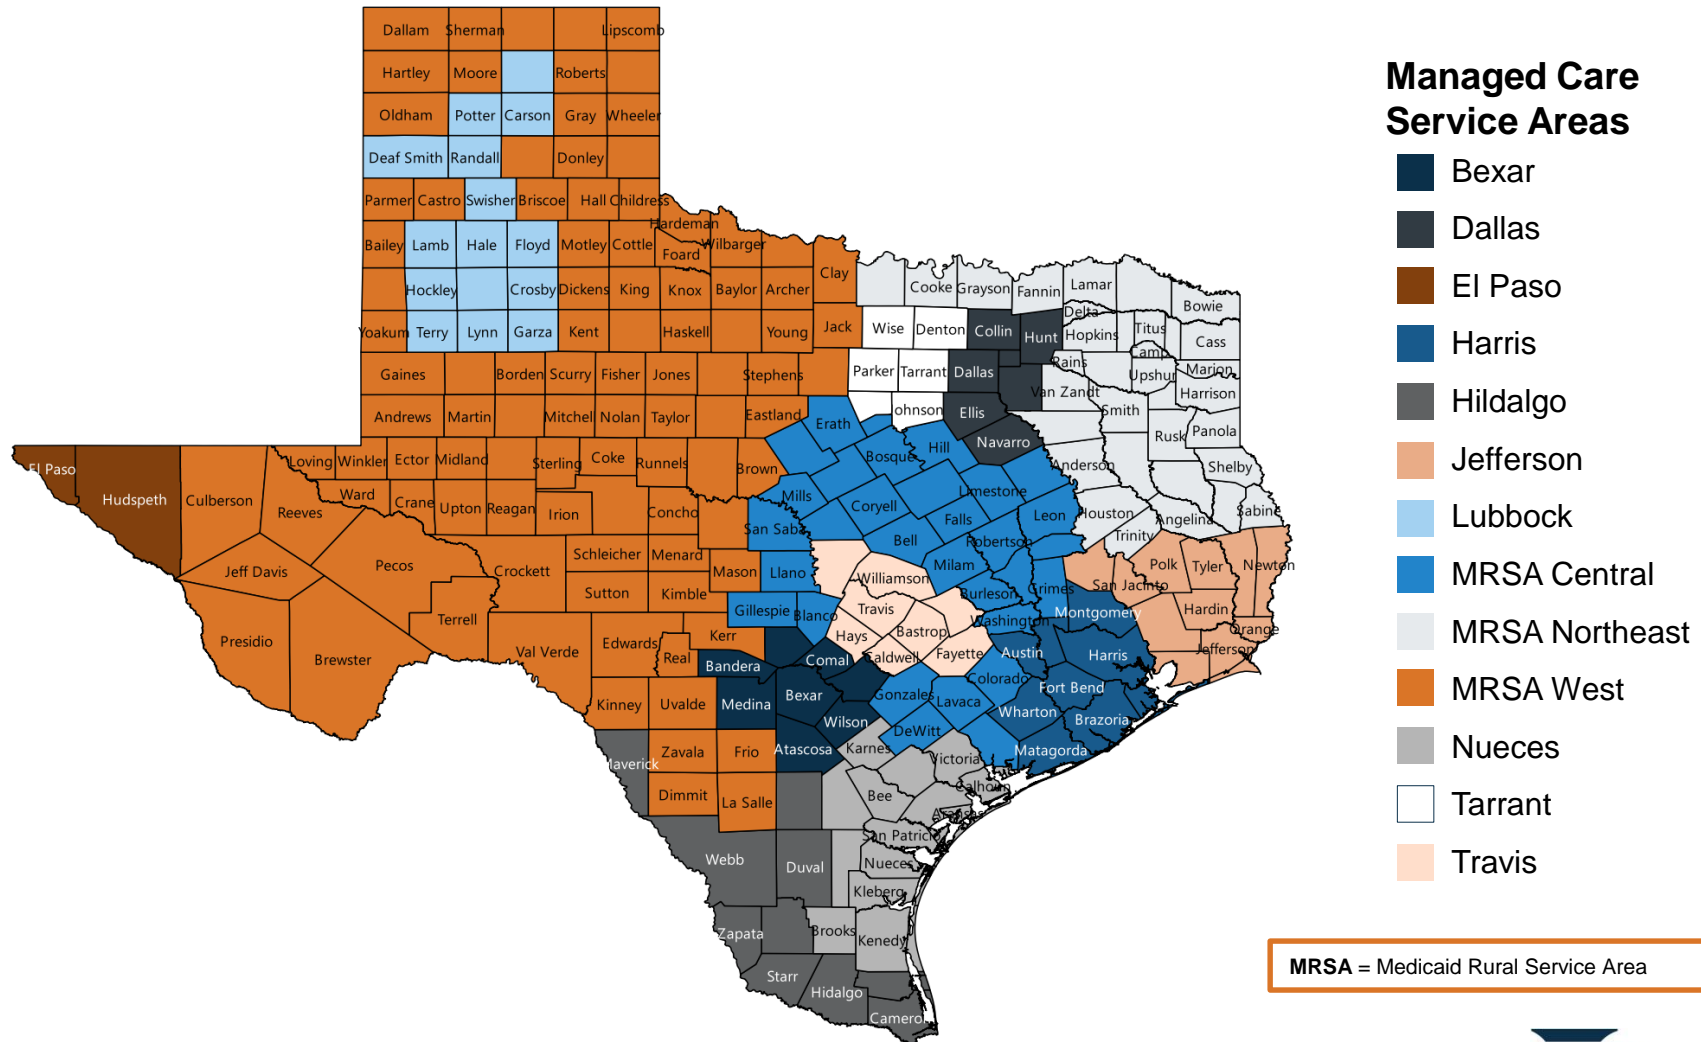 Dallam Sherman Lipscomb
Hartley Moore Roberts
Oldham Potter Carson Gray Wheeler
Deaf Smith Randall Donley
Parmer Castro Swisher Briscoe Hall Childress
Hardeman
Bailey Lamb Hale Floyd Motley Cottle Foard Wilbarger
Clay
Hockley Crosby Dickens King Knox Baylor Archer
Cooke Grayson Fannin Lamar Bowie
Delta
Yoakum Terry Lynn Garza Kent Haskell Young Jack
Wise Denton Collin Hunt Hopkins Titus Cass
Camp
Gaines Borden Scurry Fisher Jones Stephens
Parker Tarrant Dallas Rains Upshur Marion
Van Zandt Harrison
Andrews Martin Mitchel Nolan Taylor Eastland
Erath ohnson Ellis Smith
Navarro Rusk Panola
Bosque Hill
El Paso Hudspeth Culberson Loving Winkler Ector Midland Sterling Coke Runnels Brown
Anderson Shelby
Reeves Ward Crane Upton Reagan Irion Concho
Mills Coryell Limestone Leon
San Saba Falls Houston Angelina Sabine
Bell Robertson Trinity
Jeff Davis Pecos Crockett Schleicher Menard Mason Llano
Williamson Milam Polk Tyler Newton
Sutton Kimble Burleson Grimes San Jacinto
Gillespie Blanco Travis Washington Montgomery Hardin
Presidio Brewster Terrell Val Verde Edwards Real Kerr
Hays Bastrop Orange
Bandera Comal Caldwell Fayette Austin Harris Jefferson
Kinney Uvalde Medina Bexar Gonzales Colorado Fort Bend
Wilson Lavaca Wharton Brazoria
DeWitt
Maverick Zavala Frio Atascosa Karnes Victoria Matagorda
Dimmit La Salle Bee Calhoun
Aransas
San Patricio
Webb Duval Nueces
Kleberg
Zapata Brooks Kenedy
Starr Hidalgo
Camero
Managed Care
Service Areas
Bexar
Dallas
El Paso
Harris
Hildalgo
Jefferson
Lubbock
MRSA Central
MRSA Northeast
MRSA West
Nueces
Tarrant
Travis
MRSA = Medicaid Rural Service Area